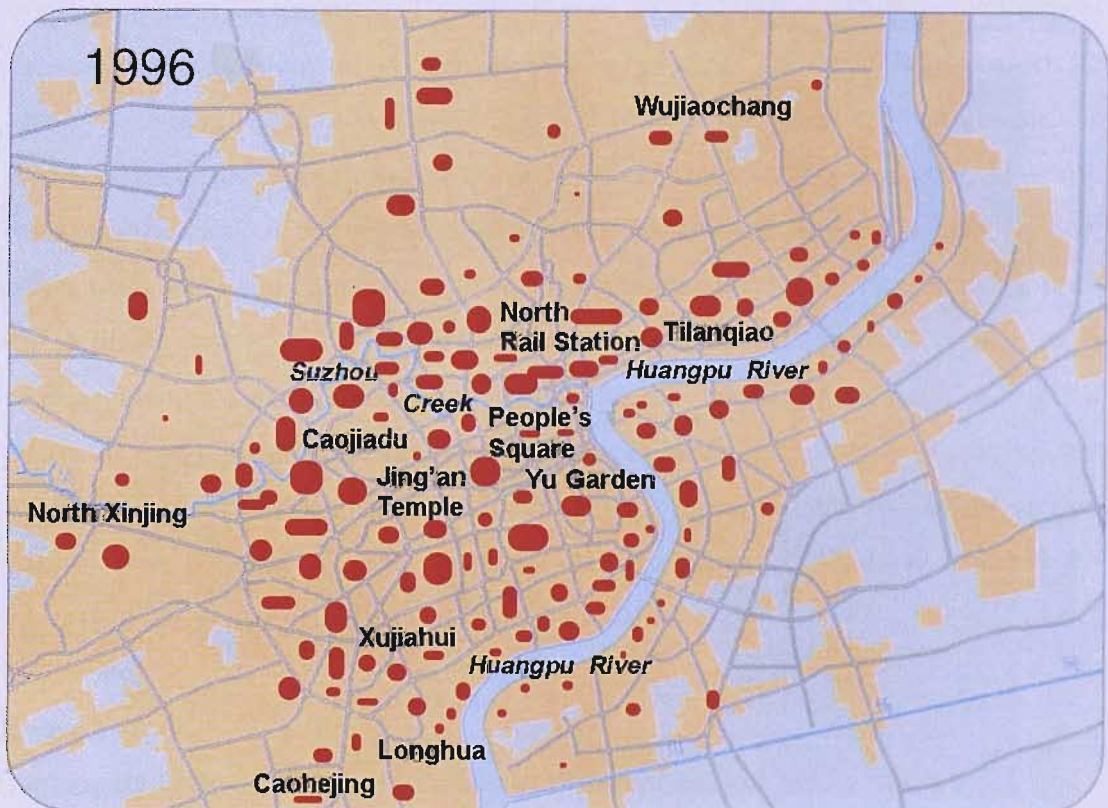 1996
Wujiaochang
North
Rail Station
Tilanqiao
Suzhou
Creek
Huangpu River
People's
Square
Caojiadu
Jing'an
Temple
Yu Garden
North Xinjing
Xujiahui
Huangpu River
Longhua
Caohejing